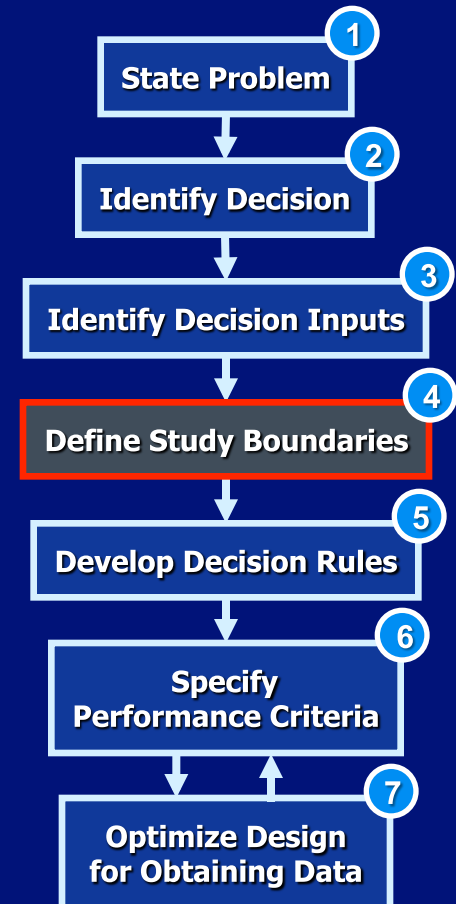 1
State Problem
2
Identify Decision
3
Identify Decision Inputs
4
Define Study Boundaries
5
Develop Decision Rules
6
Specify
Performance Criteria
7
Optimize Design
for Obtaining Data